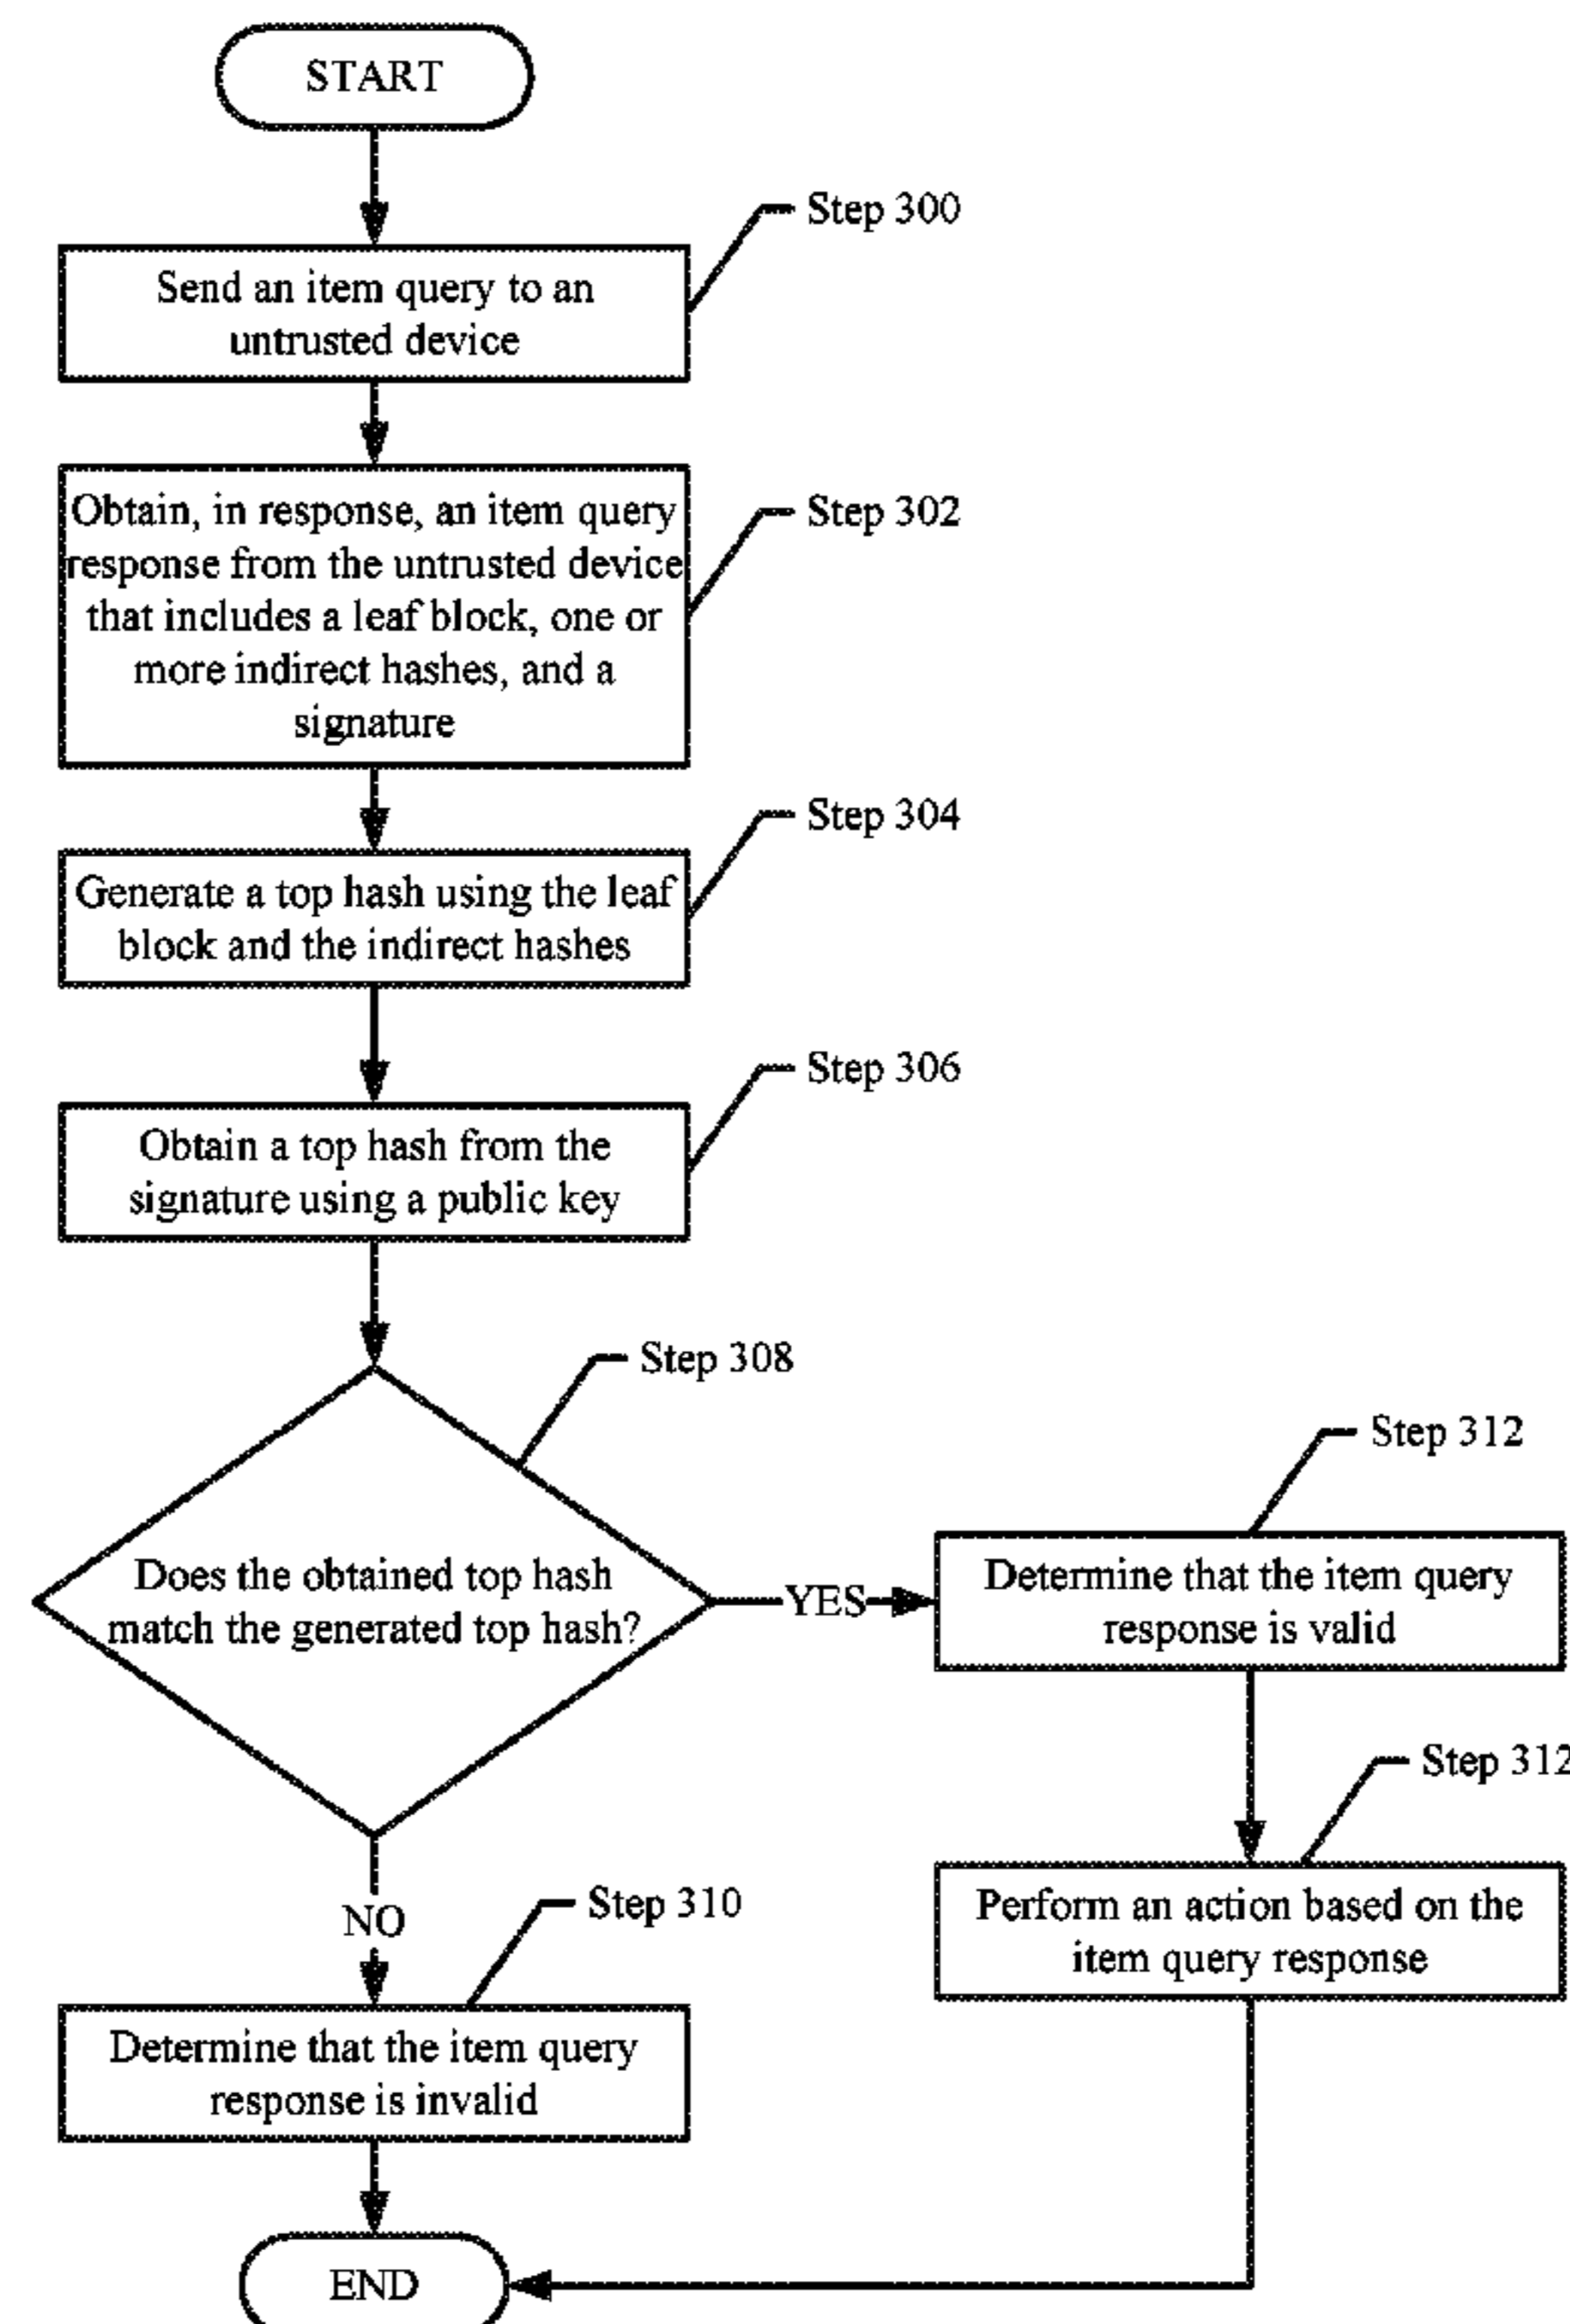 START
Step 300
Send an item query to an
untrusted device
Step 302
Obtain, in response, an item query
response from the untrusted device
that includes a leaf block, one or
more indirect hashes, and a
signature
Step 304
Generate a top hash using the leaf
block and the indirect hashes
Step 306
Obtain a top hash from the
signature using a public key
Step 308
Does the obtained top hash
match the generated top hash?
YES
Step 312
Determine that the item query
response is valid
Step 312
Perform an action based on the
item query response
NO
Step 310
Determine that the item query
response is invalid
END